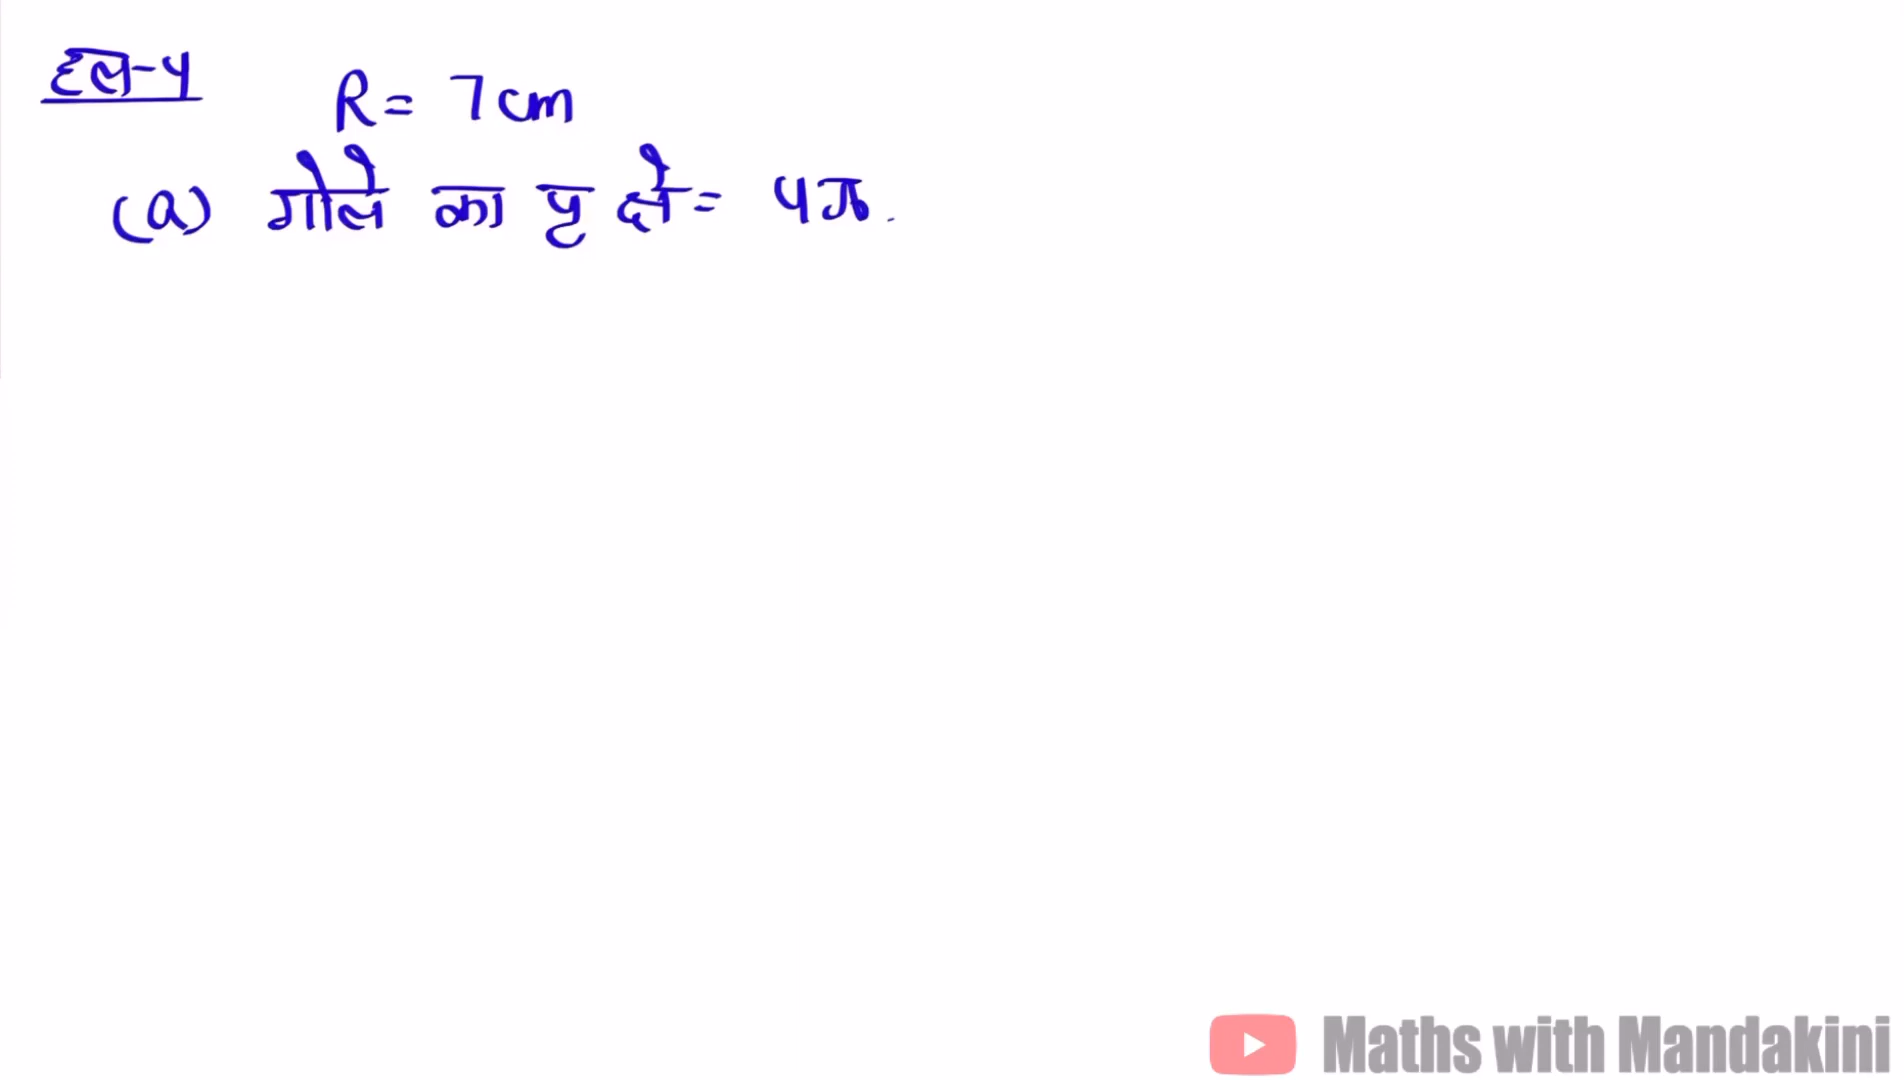 हल-4
R= 7cm
(a) गोले का पृ क्षे= 4π.
Maths with Mandakini